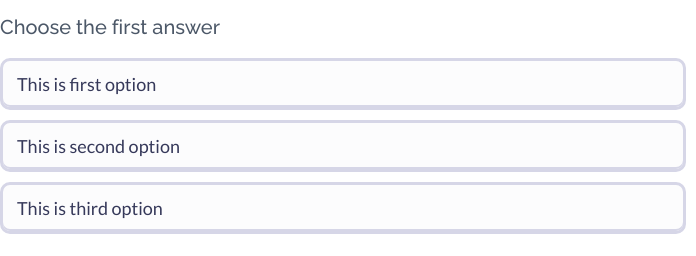 Choose the first answer
This is first option
This is second option
This is third option